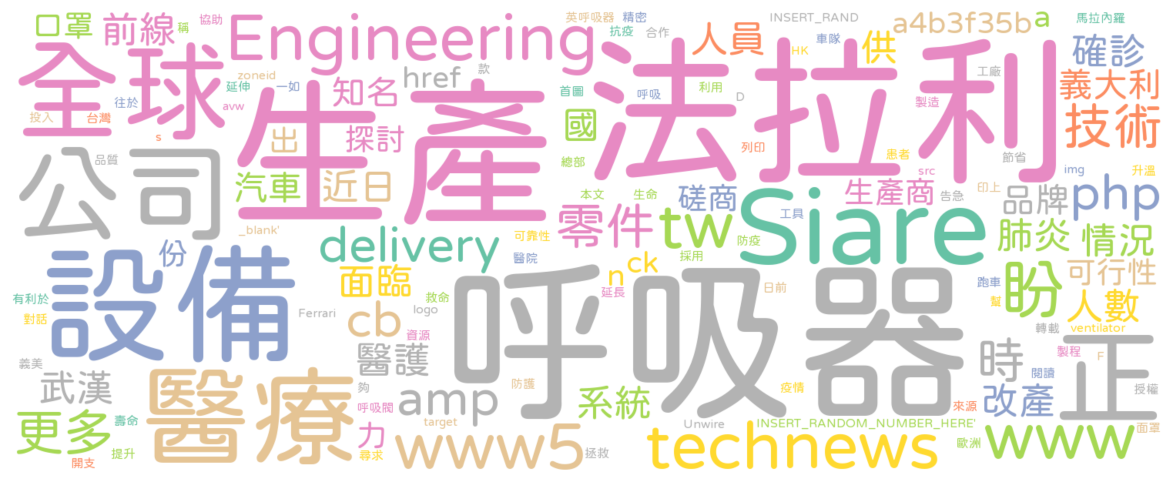 口罩
前線
稱
協助
Engineering
英呼吸器
精密
抗疫
合作
INSERT_RAND
人員
HK
車隊
供
a4b3f35b
a
馬拉內羅
確診
全球
zoneid
延伸
一如
知名
href
款
首圖
呼吸
利用
D
工廠
義大利
往於
avw
投入
台灣
s
生產
法拉利
製造
技術
出
探討
國
列印
患者
節省
公司
品質
總部
src
img
升溫
汽車
近日
本文
生命
磋商
生產商
告急
印上
品牌
php
_blank'
delivery
可靠性
零件
tw
工具
防疫
Siare
肺炎
情況
設備
份
醫院
採用
面臨
n
ck
救命
延長
日前
跑車
盼
可行性
有利於
對話
Ferrari
cb
logo
資源
呼吸器
幫
人數
轉載
ventilator
義美
醫護
時
正
製程
F
武漢
醫療
夠
防護
疫情
閱讀
呼吸閥
amp
系統
改產
授權
更多
壽命
力
target
Unwire
INSERT_RANDOM_NUMBER_HERE'
來源
面罩
www5
technews
www
歐洲
開支
提升
尋求
拯救